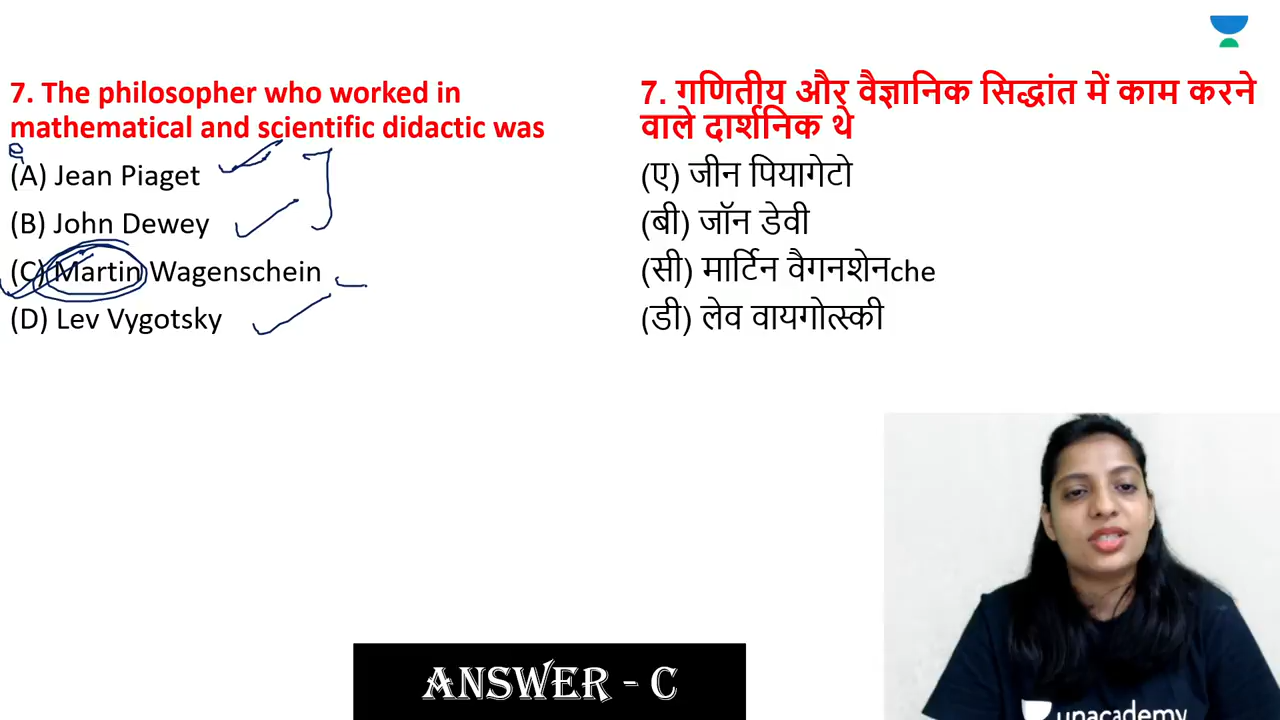 7. The philosopher who worked in
mathematical and scientific didactic was
(A) Jean Piaget
(B) John Dewey
(C) Martin Wagenschein
(D) Lev Vygotsky
7. गणितीय और वैज्ञानिक सिद्धांत में काम करने
वाले दार्शनिक थे
(ए) जीन पियागेटो
(बी) जॉन डेवी
(सी) मार्टिन वैगनशेनche
(डी) लेव वायगोत्स्की
ANSWER - C
unacademy